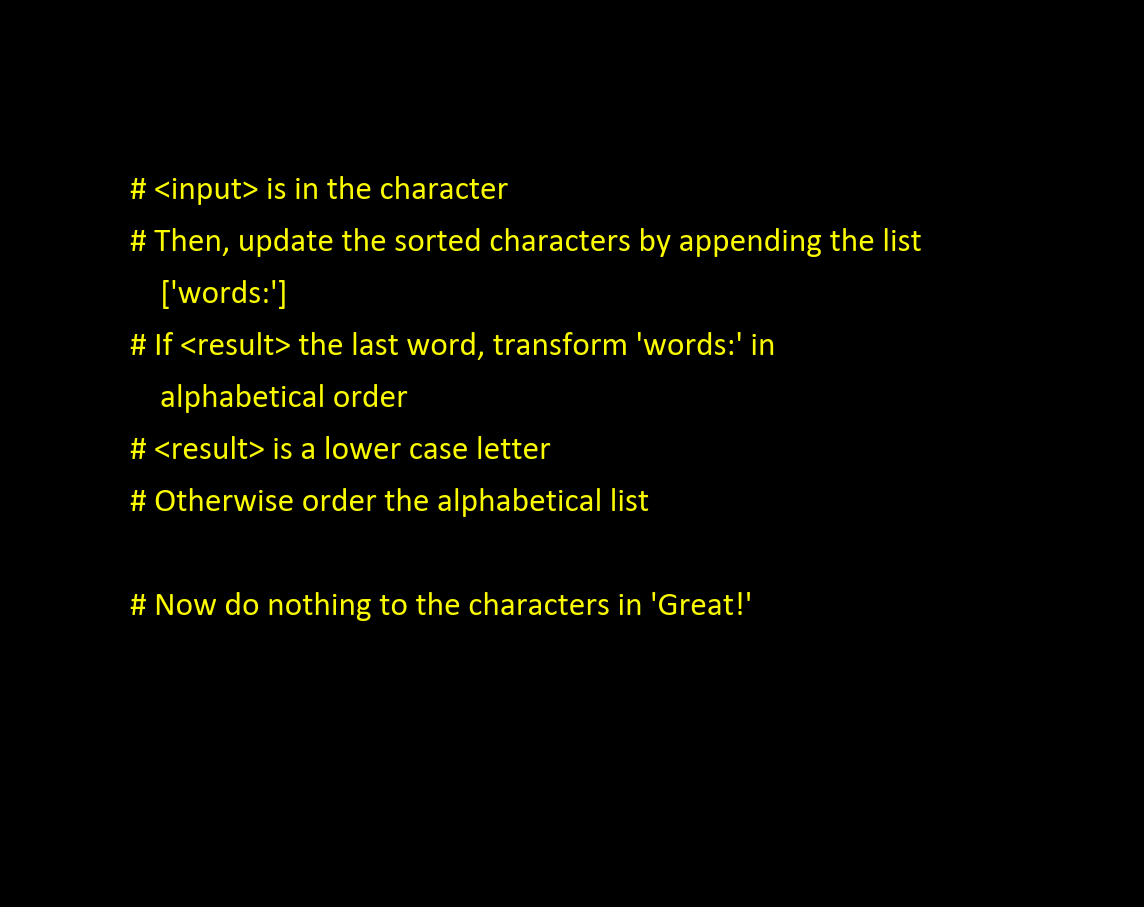 # <input> is in the character
# Then, update the sorted characters by appending the list
['words:']
# If <result> the last word, transform 'words:' in
alphabetical order
# <result> is a lower case letter
# Otherwise order the alphabetical list
# Now do nothing to the characters in 'Great!'